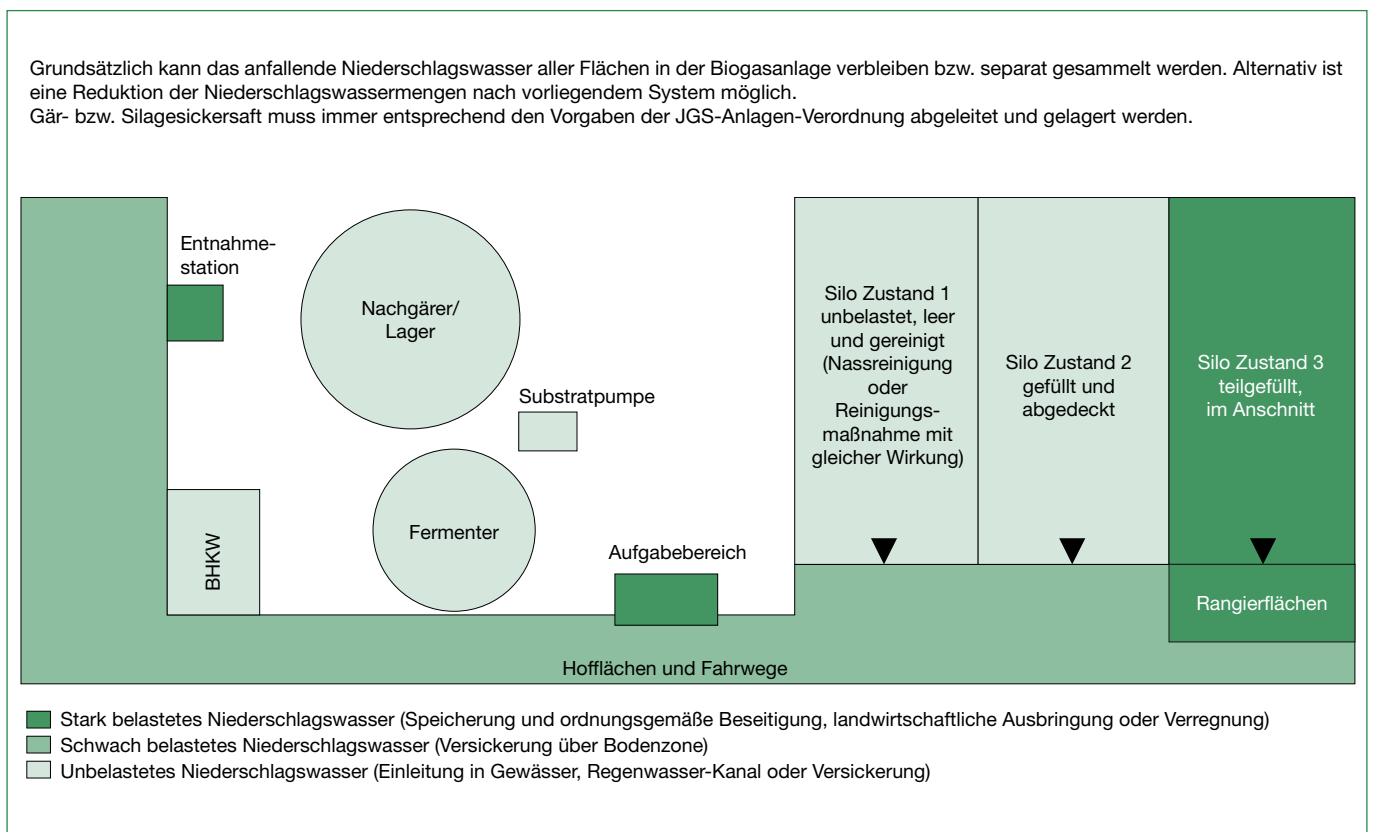 Grundsätzlich kann das anfallende Niederschlagswasser aller Flächen in der Biogasanlage verbleiben bzw. separat gesammelt werden. Alternativ ist
eine Reduktion der Niederschlagswassermengen nach vorliegendem System möglich.
Gär- bzw. Silagesickersaft muss immer entsprechend den Vorgaben der JGS-Anlagen-Verordnung abgeleitet und gelagert werden.
Entnahme-
station
Nachgärer/
Lager
Substratpumpe
Fermenter
BHKW
Aufgabebereich
Silo Zustand 1
unbelastet, leer
und gereinigt
(Nassreinigung
oder
Reinigungs-
maßnahme mit
gleicher Wirkung)
Silo Zustand 2
gefüllt und
abgedeckt
Silo Zustand 3
teilgefüllt,
im Anschnitt
Rangierflächen
Hofflächen und Fahrwege
Stark belastetes Niederschlagswasser (Speicherung und ordnungsgemäße Beseitigung, landwirtschaftliche Ausbringung oder Verregnung)
Schwach belastetes Niederschlagswasser (Versickerung über Bodenzone)
Unbelastetes Niederschlagswasser (Einleitung in Gewässer, Regenwasser-Kanal oder Versickerung)